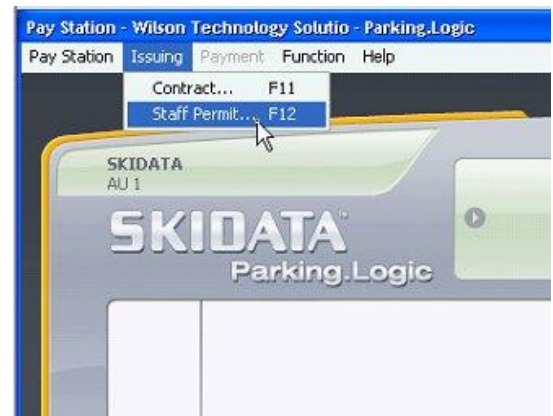 Pay Station - Wilson Technology Solutio - Parking.Logic
Pay Station Issuing Payment Function Help
Contract... F11
Staff Permit... F12
SKIDATA
AU 1
SKIDATA
Parking.Logic